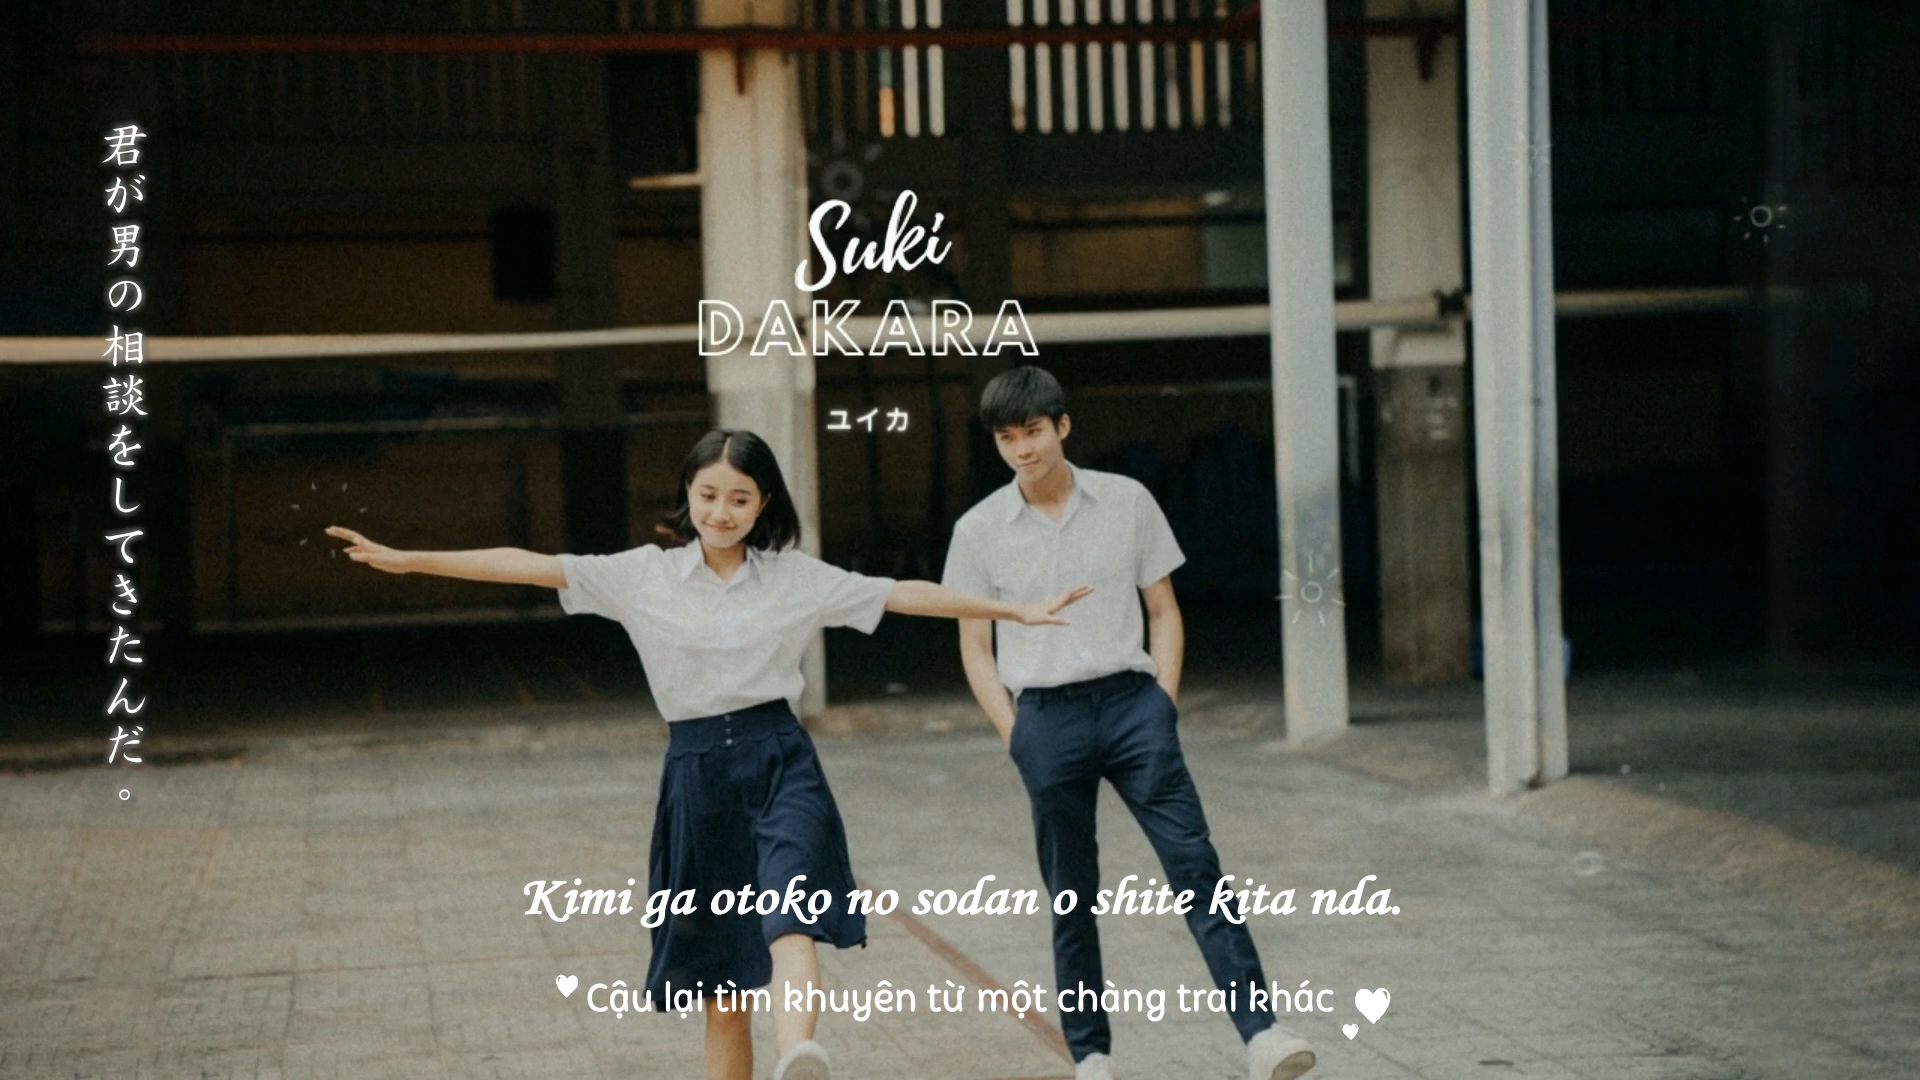 君が男の相談をしてきたんだ。
Suki
DAKARA
ユイカ
Kimi ga otoko no sodan o shite kita nda.
Cậu lại tìm khuyên từ một chàng trai khác